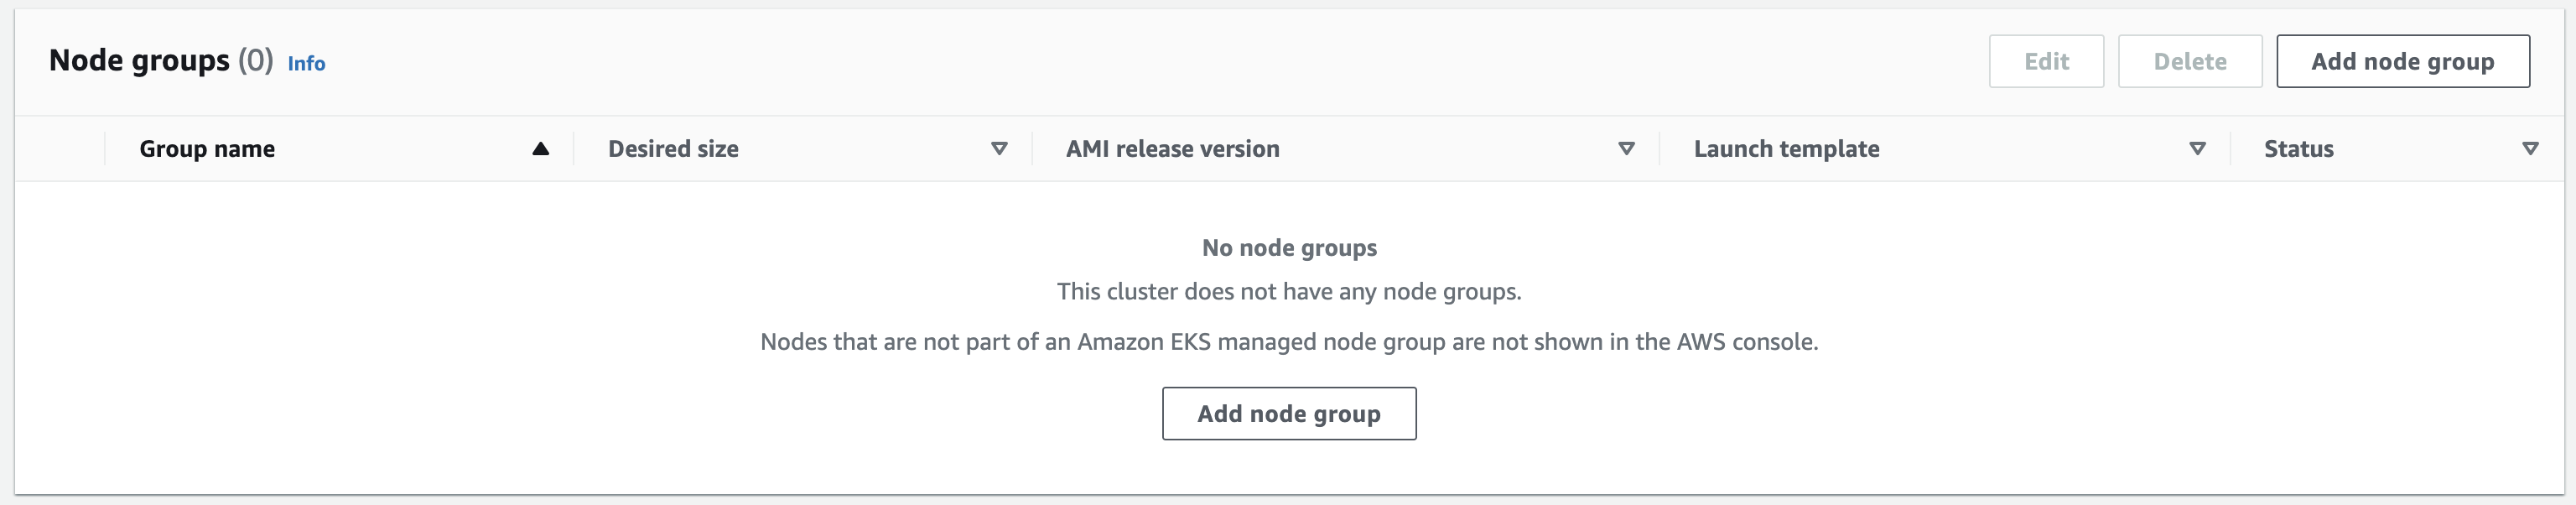 Node groups (0) Info
Edit Delete Add node group
Group name Desired size AMI release version Launch template Status
No node groups
This cluster does not have any node groups.
Nodes that are not part of an Amazon EKS managed node group are not shown in the AWS console.
Add node group